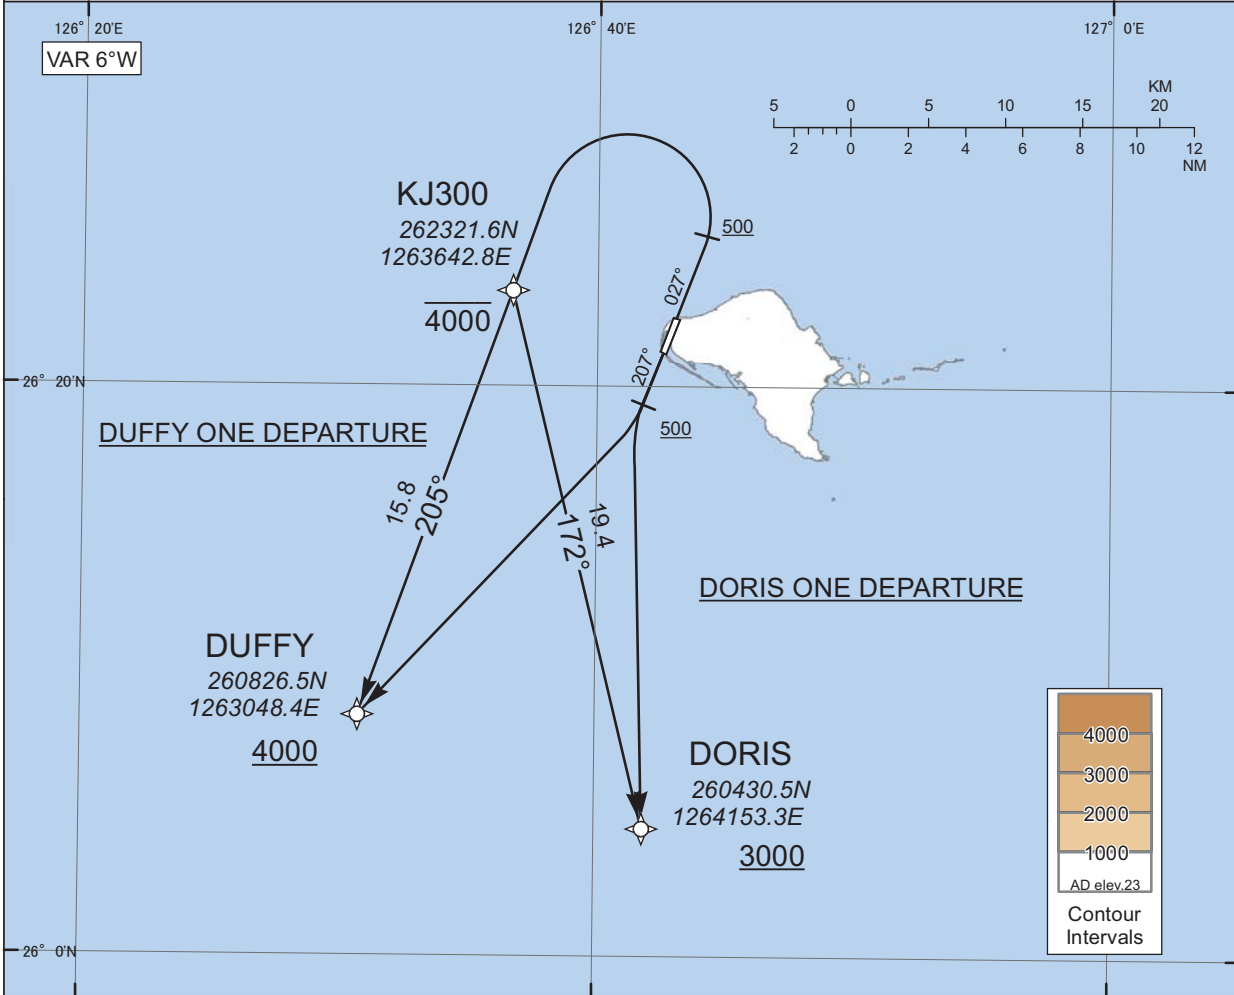 126° 20'E
126° 40'E
127° 0'E
VAR 6°W
KM
5 0 5 10 15 20
2 0 2 4 6 8 10 12
NM
KJ300
262321.6N
1263642.8E
4000
500
027°
207°
500
26° 20'N
DUFFY ONE DEPARTURE
15.8
205°
19.4
172°
DORIS ONE DEPARTURE
DUFFY
260826.5N
1263048.4E
4000
DORIS
260430.5N
1264153.3E
3000
4000
3000
2000
1000
AD elev.23
Contour
Intervals
26° 0'N